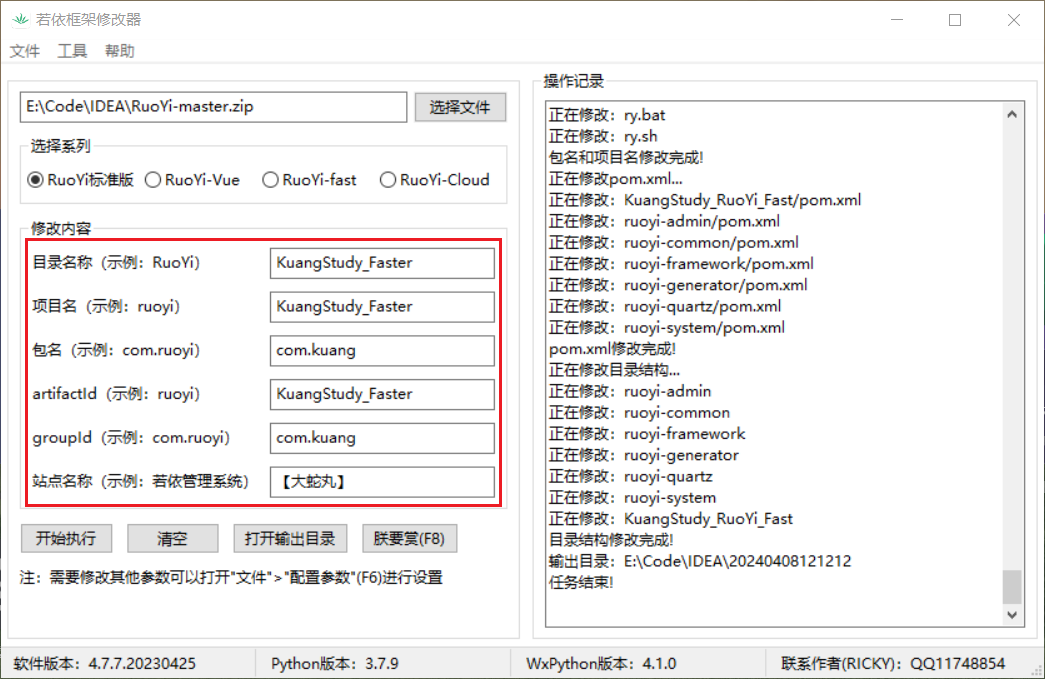 若依框架修改器
文件 工具 帮助
E:\Code\IDEA\RuoYi-master.zip
选择文件
选择系列
RuoYi标准版 RuoYi-Vue RuoYi-fast RuoYi-Cloud
修改内容
目录名称（示例：RuoYi） KuangStudy_Faster
项目名（示例：ruoyi） KuangStudy_Faster
包名（示例：com.ruoyi） com.kuang
artifactId（示例：ruoyi） KuangStudy_Faster
groupId（示例：com.ruoyi） com.kuang
站点名称（示例：若依管理系统） 【大蛇丸】
开始执行 清空 打开输出目录 朕要赏(F8)
注：需要修改其他参数可以打开"文件">"配置参数"(F6)进行设置
操作记录
正在修改：ry.bat
正在修改：ry.sh
包名和项目名修改完成!
正在修改pom.xml...
正在修改：KuangStudy_RuoYi_Fast/pom.xml
正在修改：ruoyi-admin/pom.xml
正在修改：ruoyi-common/pom.xml
正在修改：ruoyi-framework/pom.xml
正在修改：ruoyi-generator/pom.xml
正在修改：ruoyi-quartz/pom.xml
正在修改：ruoyi-system/pom.xml
pom.xml修改完成!
正在修改目录结构...
正在修改：ruoyi-admin
正在修改：ruoyi-common
正在修改：ruoyi-framework
正在修改：ruoyi-generator
正在修改：ruoyi-quartz
正在修改：ruoyi-system
正在修改：KuangStudy_RuoYi_Fast
目录结构修改完成!
输出目录：E:\Code\IDEA\20240408121212
任务结束!
软件版本：4.7.7.20230425 Python版本：3.7.9 WxPython版本：4.1.0 联系作者(RICKY)：QQ11748854